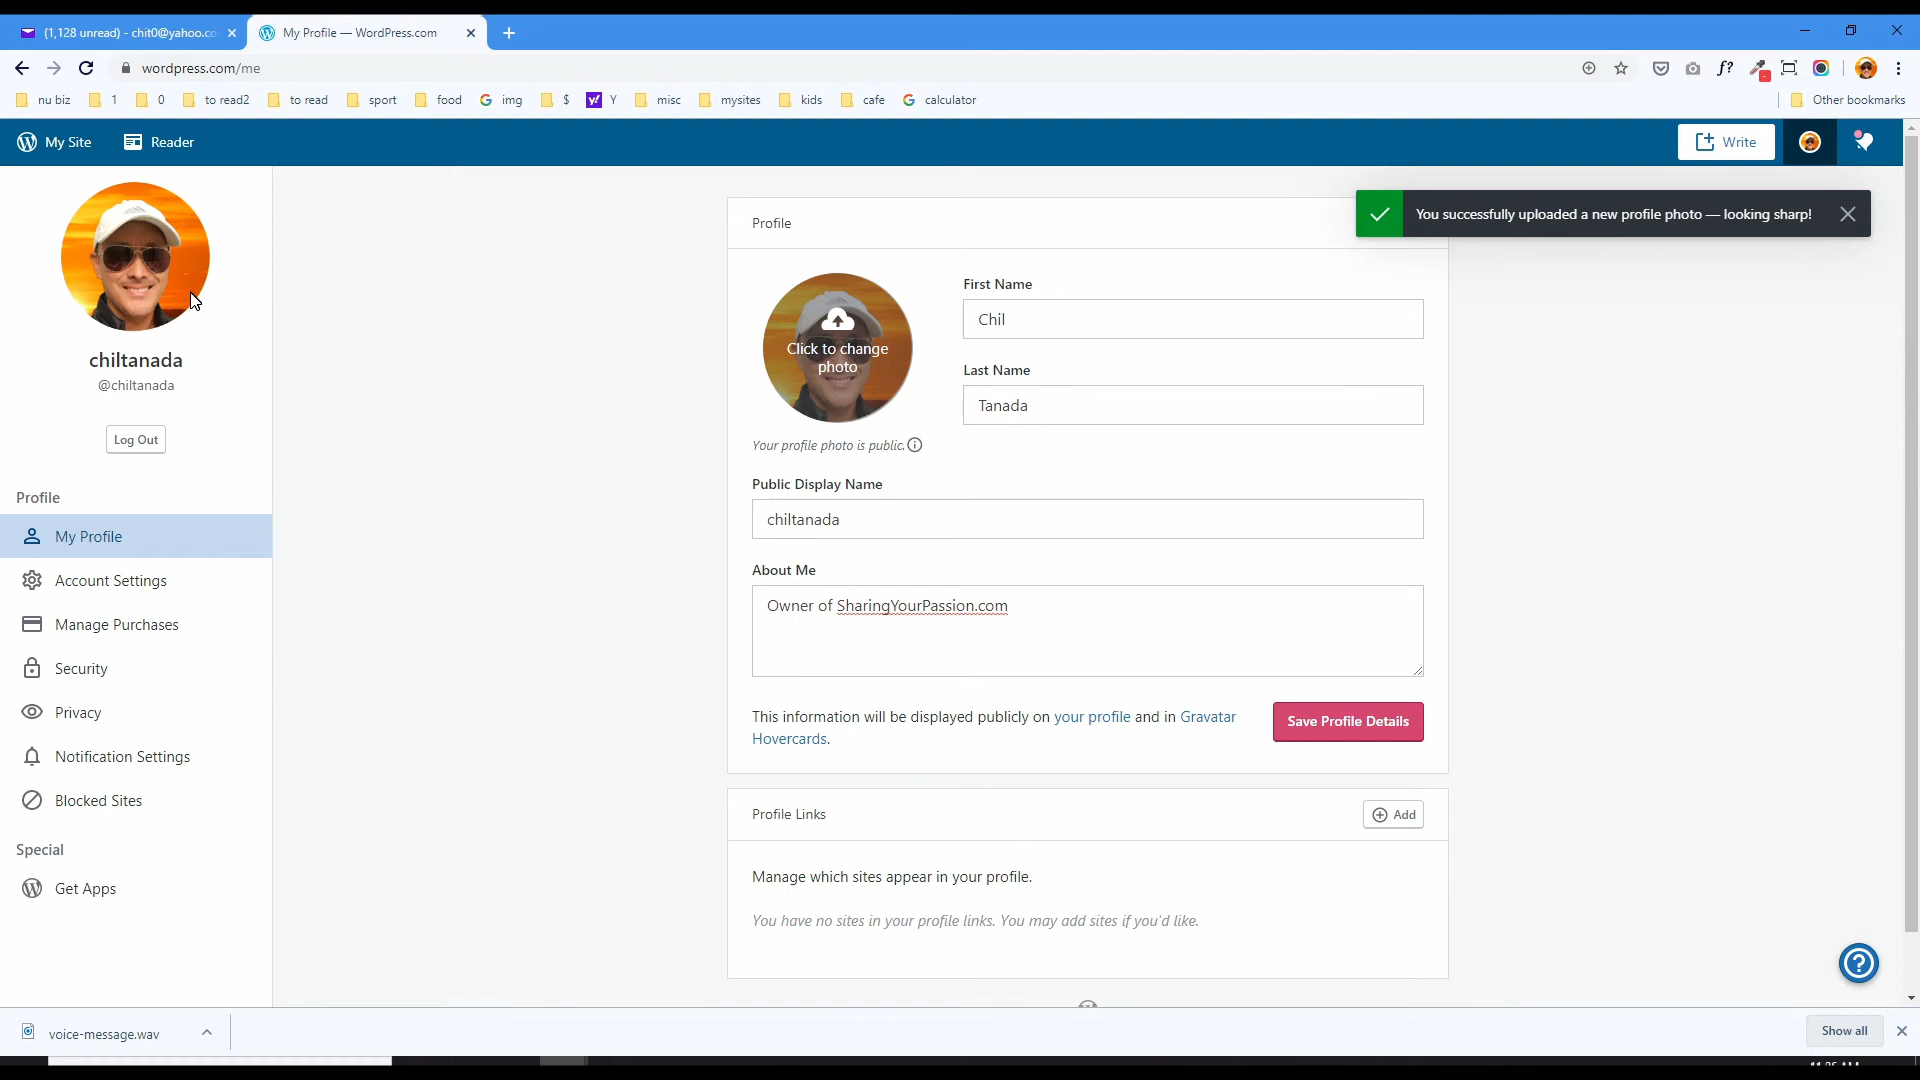 (1,128 unread) - chit0@yahoo.co
My Profile — WordPress.com
wordpress.com/me
f?
nu biz
1
0
to read2
to read
sport
food
img
$
Y
misc
mysites
kids
cafe
calculator
Other bookmarks
My Site
Reader
Write
You successfully uploaded a new profile photo — looking sharp!
chiltanada
@chiltanada
Log Out
Profile
My Profile
Account Settings
Manage Purchases
Security
Privacy
Notification Settings
Blocked Sites
Special
Get Apps
Profile
Click to change
photo
Your profile photo is public.
First Name
Chil
Last Name
Tanada
Public Display Name
chiltanada
About Me
Owner of SharingYourPassion.com
This information will be displayed publicly on your profile and in Gravatar
Hovercards.
Save Profile Details
Profile Links
Add
Manage which sites appear in your profile.
You have no sites in your profile links. You may add sites if you'd like.
voice-message.wav
Show all